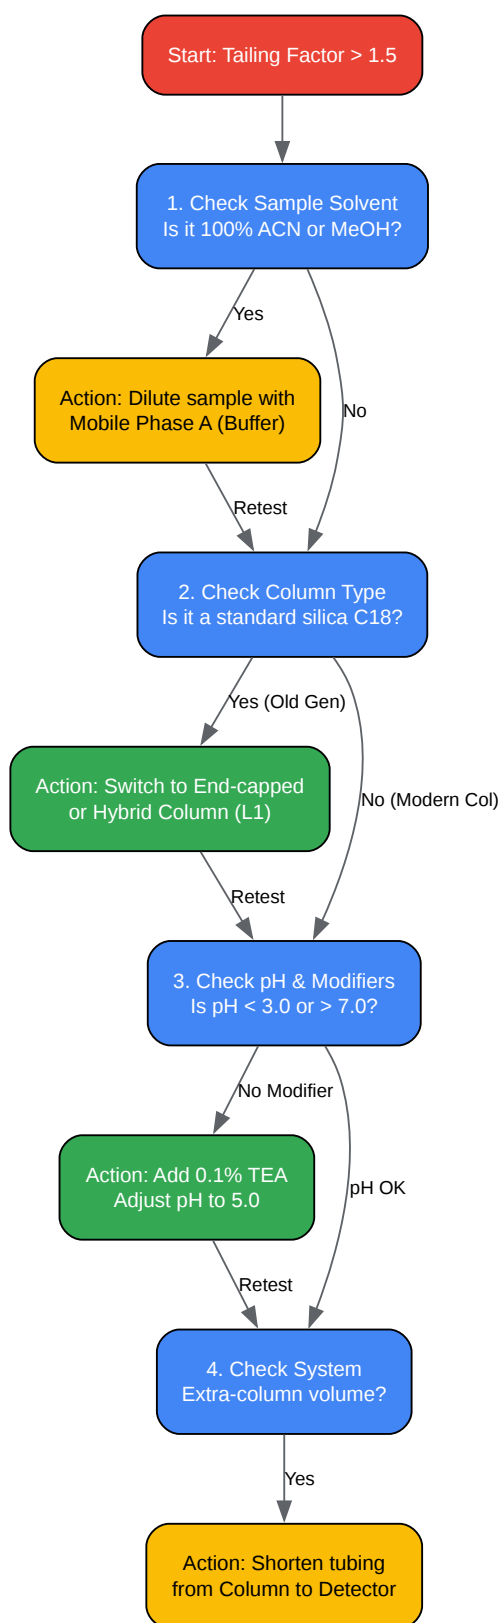 Start: Tailing Factor > 1.5
1. Check Sample Solvent
Is it 100% ACN or MeOH?
Yes
Action: Dilute sample with
Mobile Phase A (Buffer)
No
Retest
2. Check Column Type
Is it a standard silica C18?
Yes (Old Gen)
Action: Switch to End-capped
or Hybrid Column (L1)
No (Modern Col)
Retest
3. Check pH & Modifiers
Is pH < 3.0 or > 7.0?
No Modifier
Action: Add 0.1% TEA
Adjust pH to 5.0
pH OK
Retest
4. Check System
Extra-column volume?
Yes
Action: Shorten tubing
from Column to Detector